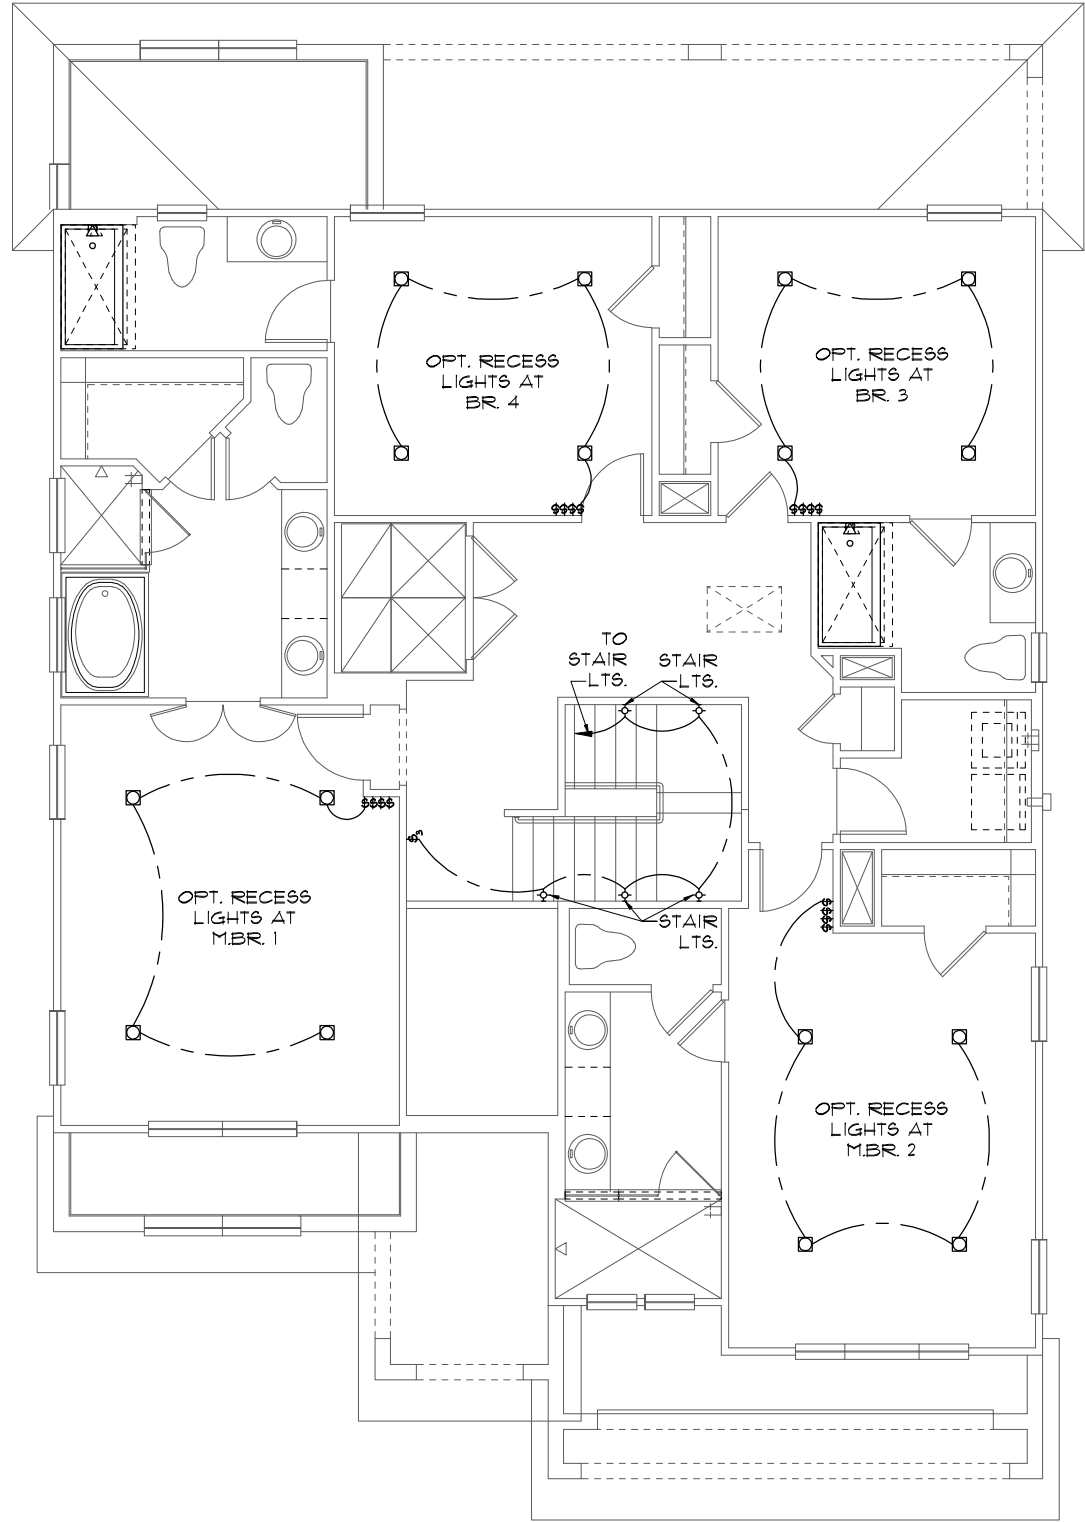 OPT. RECESS
LIGHTS AT
BR. 4
OPT. RECESS
LIGHTS AT
BR. 3
$$$$
$$$$
TO
STAIR
LTS.
STAIR
LTS.
$$$$
$3
OPT. RECESS
LIGHTS AT
M.BR. 1
$$$$
STAIR
LTS.
OPT. RECESS
LIGHTS AT
M.BR. 2